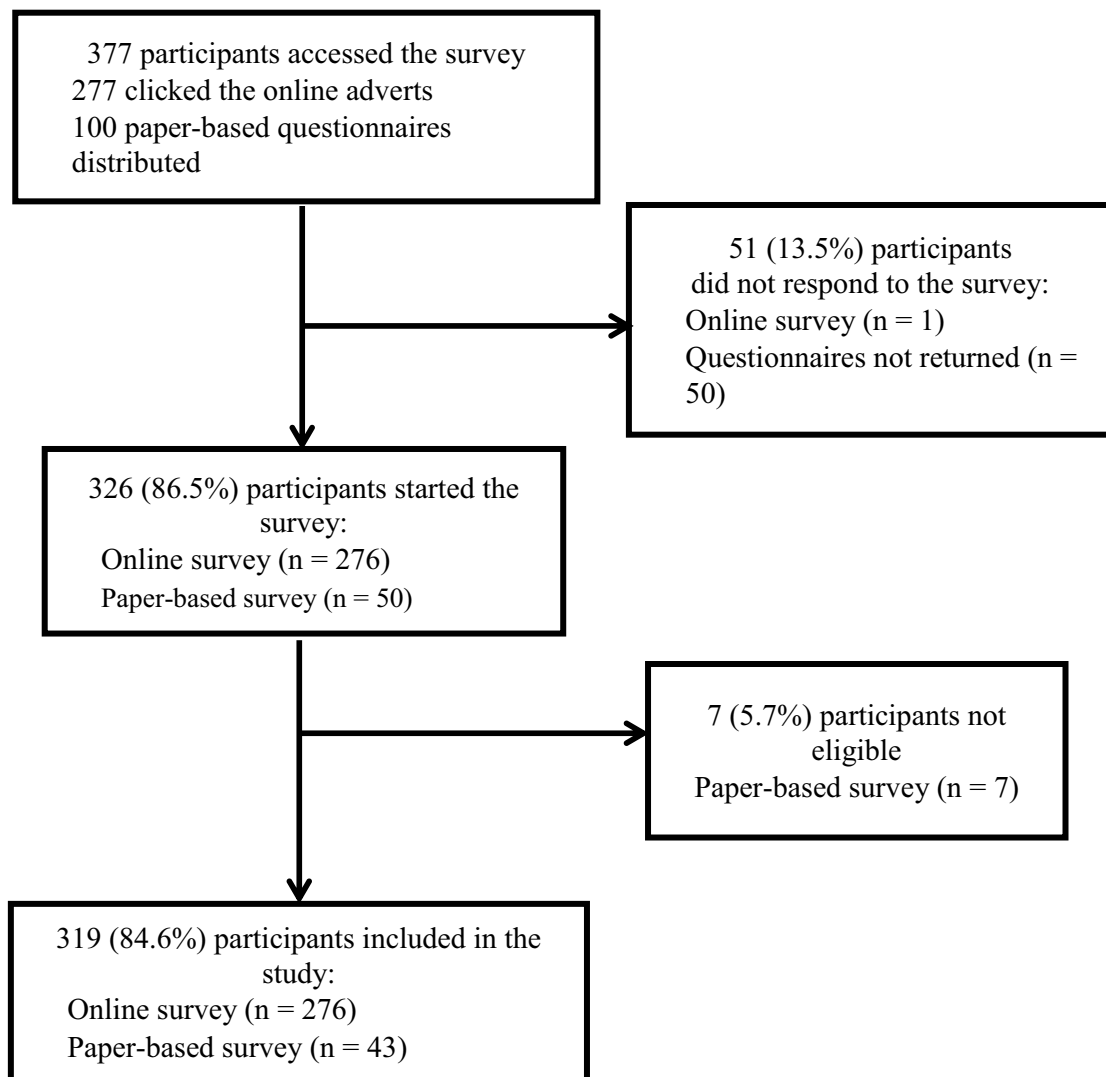 377 participants accessed the survey
277 clicked the online adverts
100 paper-based questionnaires
distributed
51 (13.5%) participants
did not respond to the survey:
Online survey (n = 1)
Questionnaires not returned (n =
50)
326 (86.5%) participants started the
survey:
Online survey (n = 276)
Paper-based survey (n = 50)
7 (5.7%) participants not
eligible
Paper-based survey (n = 7)
319 (84.6%) participants included in the
study:
Online survey (n = 276)
Paper-based survey (n = 43)